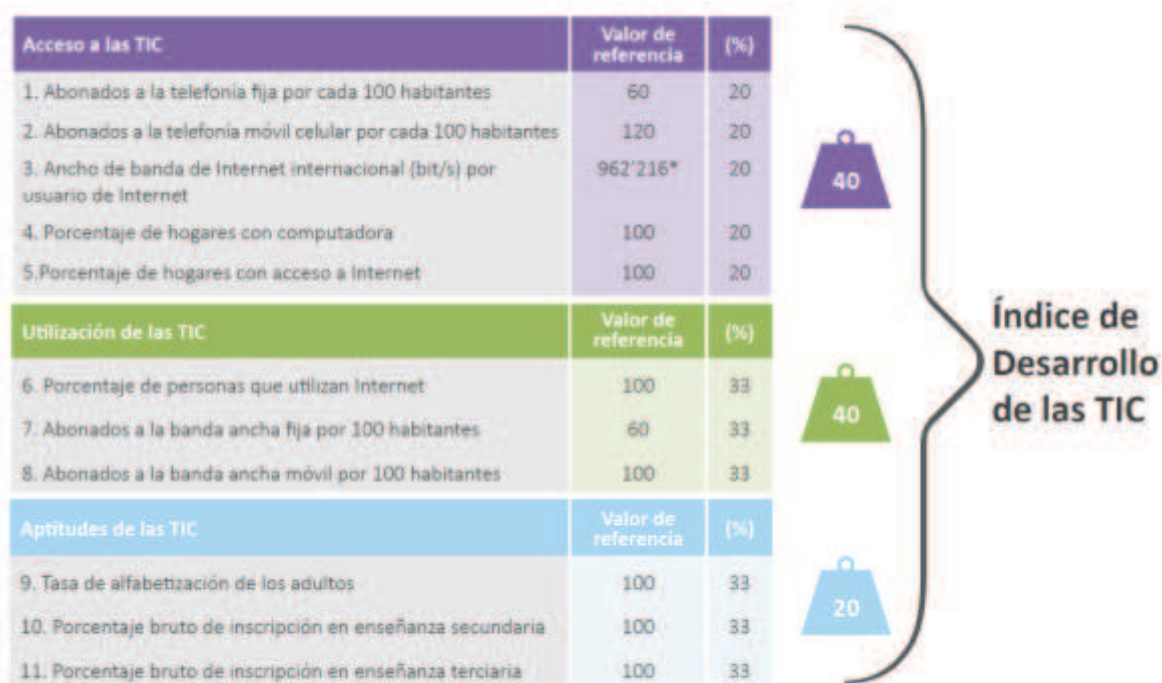 Acceso a las TIC Valor de referencia (%)
1. Abonados a la telefonía fija por cada 100 habitantes 60 20
2. Abonados a la telefonía móvil celular por cada 100 habitantes 120 20
3. Ancho de banda de Internet internacional (bit/s) por usuario de Internet 962´216* 20
4. Porcentaje de hogares con computadora 100 20
5.Porcentaje de hogares con acceso a Internet 100 20
40
Utilización de las TIC Valor de referencia (%)
6. Porcentaje de personas que utilizan Internet 100 33
7. Abonados a la banda ancha fija por 100 habitantes 60 33
8. Abonados a la banda ancha móvil por 100 habitantes 100 33
40
Aptitudes de las TIC Valor de referencia (%)
9. Tasa de alfabetización de los adultos 100 33
10. Porcentaje bruto de inscripción en enseñanza secundaria 100 33
11. Porcentaje bruto de inscripción en enseñanza terciaria 100 33
20
Índice de
Desarrollo
de las TIC